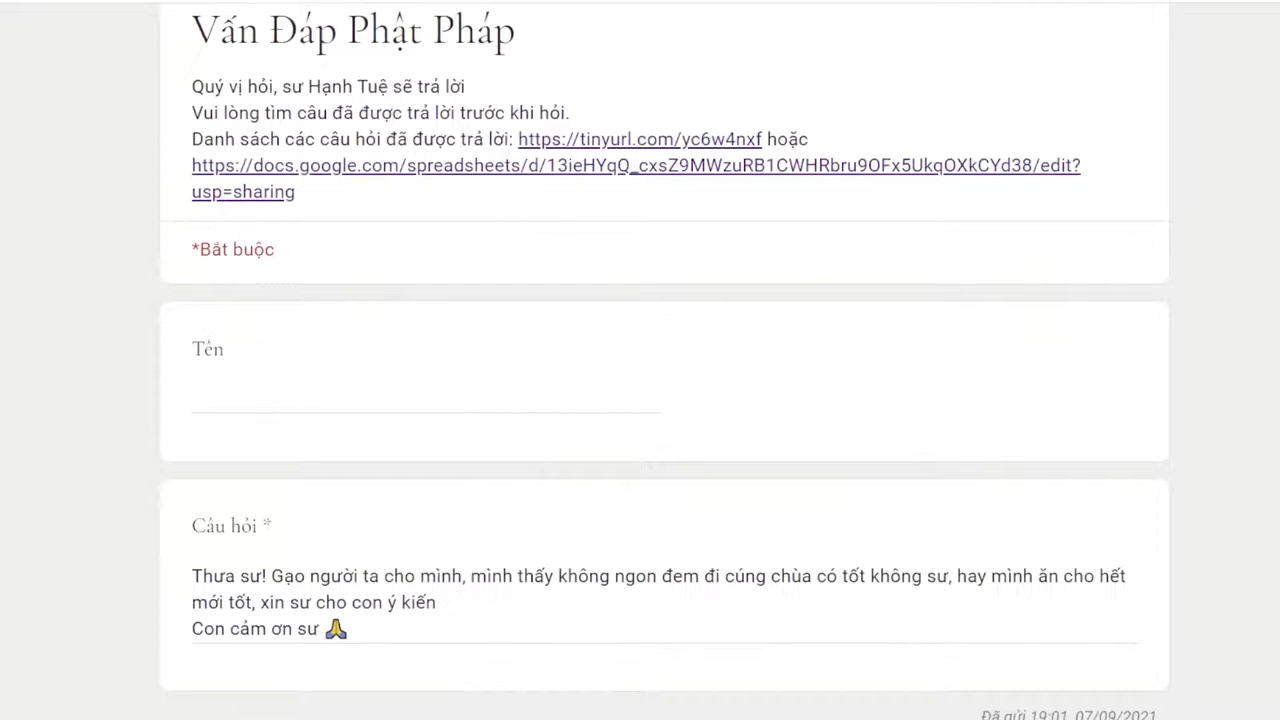 Vấn Đáp Phật Pháp
Quý vị hỏi, sư Hạnh Tuệ sẽ trả lời
Vui lòng tìm câu đã được trả lời trước khi hỏi.
Danh sách các câu hỏi đã được trả lời: https://tinyurl.com/yc6w4nxf hoặc
https://docs.google.com/spreadsheets/d/13ieHYqQ_cxsZ9MWzuRB1CWHRbru9OFx5UkqOXkCYd38/edit?
usp=sharing
*Bắt buộc
Tên
Câu hỏi *
Thưa sư! Gạo người ta cho mình, mình thấy không ngon đem đi cúng chùa có tốt không sư, hay mình ăn cho hết
mới tốt, xin sư cho con ý kiến
Con cảm ơn sư 🙏
Đã gửi 19:01, 07/09/2021